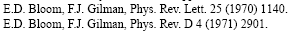 E.D. Bloom, F.J. Gilman, Phys. Rev. Lett. 25 (1970) 1140.
E.D. Bloom, F.J. Gilman, Phys. Rev. D 4 (1971) 2901.